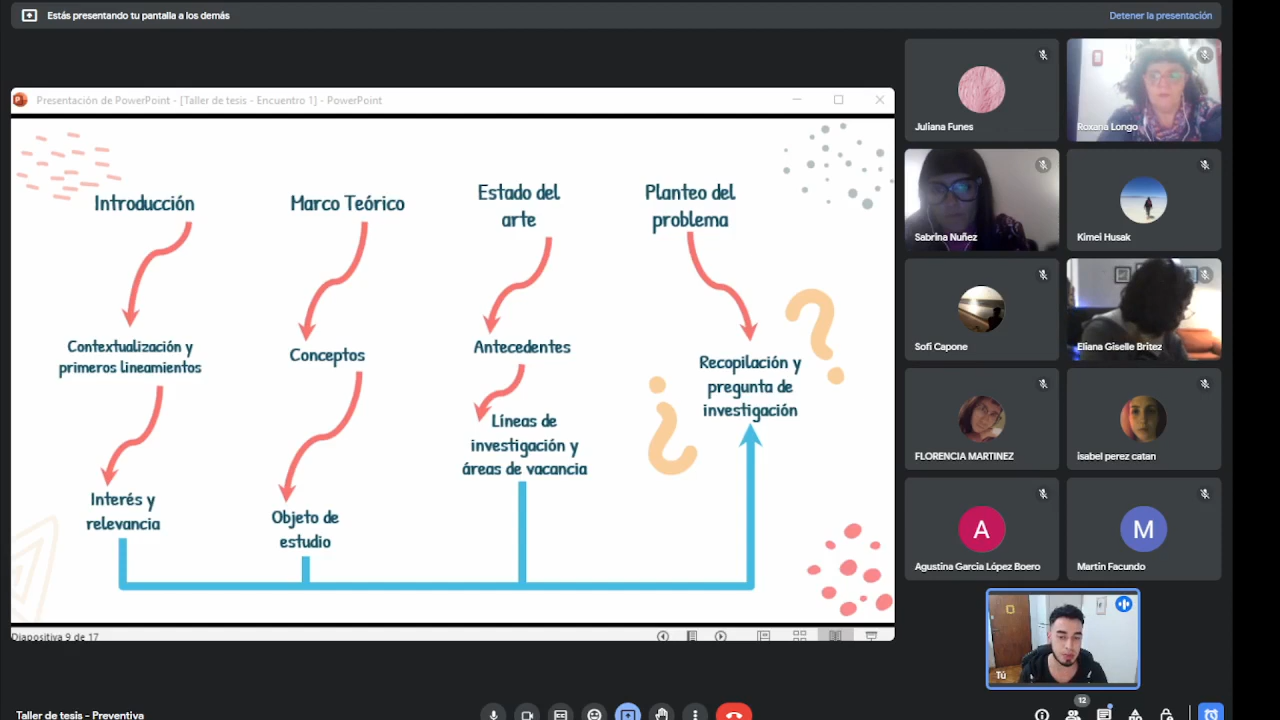 Estás presentando tu pantalla a los demás
Detener la presentación
Presentación de PowerPoint - [Taller de tesis - Encuentro 1] - PowerPoint
Introducción
Contextualización y
primeros lineamientos
Interés y
relevancia
Marco Teórico
Conceptos
Objeto de
estudio
Estado del
arte
Antecedentes
Líneas de
investigación y
áreas de vacancia
Planteo del
problema
Recopilación y
pregunta de
investigación
¿
?
Diapositiva 9 de 17
Juliana Funes
Roxana Longo
Sabrina Nuñez
Kimei Husak
Sofi Capone
Eliana Giselle Britez
FLORENCIA MARTINEZ
isabel perez catan
A
Agustina García López Boero
M
Martin Facundo
Tú
12
Taller de tesis - Preventiva